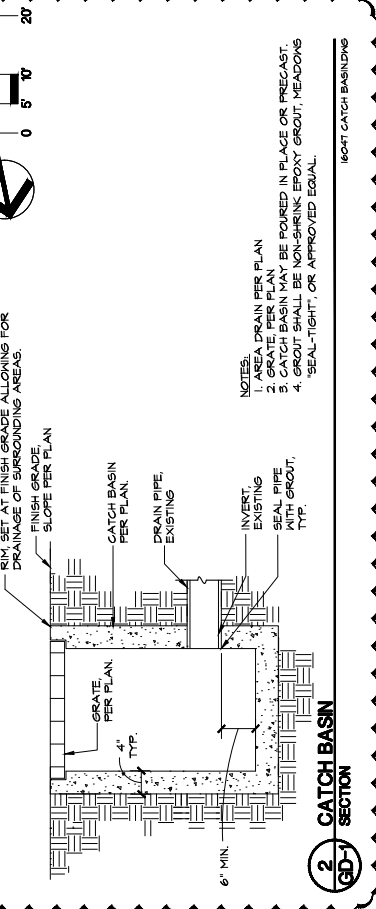 0 5' 10' 20'
RIM, SET AT FINISH GRADE ALLOWING FOR
DRAINAGE OF SURROUNDING AREAS.
FINISH GRADE,
SLOPE PER PLAN
CATCH BASIN
PER PLAN.
DRAIN PIPE,
EXISTING
INVERT,
EXISTING
SEAL PIPE
WITH GROUT,
TYP.
GRATE,
PER PLAN.
4"
TYP.
6" MIN.
NOTES:
1. AREA DRAIN PER PLAN
2. GRATE, PER PLAN
3. CATCH BASIN MAY BE POURED IN PLACE OR PRECAST.
4. GROUT SHALL BE NON-SHRINK EPOXY GROUT, MEADOWS
"SEAL-TIGHT", OR APPROVED EQUAL.
2
GD-1
CATCH BASIN
SECTION
16047 CATCH BASIN.DWG